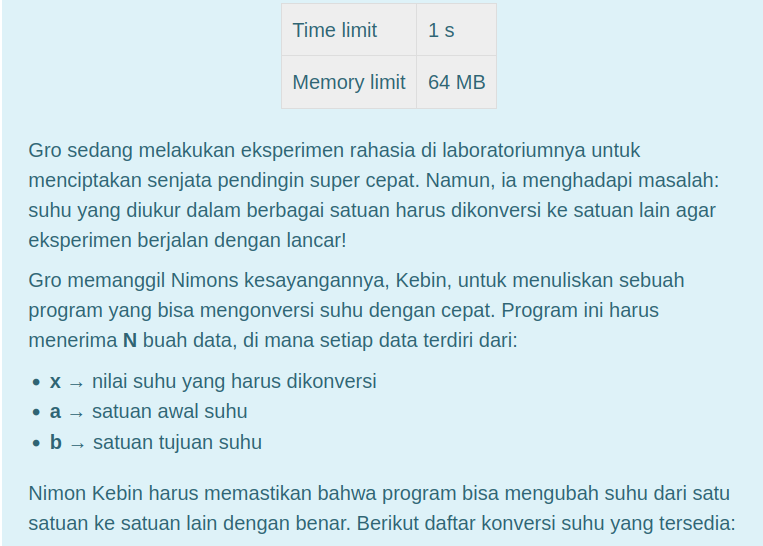 Time limit 1 s
Memory limit 64 MB
Gro sedang melakukan eksperimen rahasia di laboratoriumnya untuk
menciptakan senjata pendingin super cepat. Namun, ia menghadapi masalah:
suhu yang diukur dalam berbagai satuan harus dikonversi ke satuan lain agar
eksperimen berjalan dengan lancar!
Gro memanggil Nimons kesayangannya, Kebin, untuk menuliskan sebuah
program yang bisa mengonversi suhu dengan cepat. Program ini harus
menerima N buah data, di mana setiap data terdiri dari:
• x → nilai suhu yang harus dikonversi
• a → satuan awal suhu
• b → satuan tujuan suhu
Nimon Kebin harus memastikan bahwa program bisa mengubah suhu dari satu
satuan ke satuan lain dengan benar. Berikut daftar konversi suhu yang tersedia: